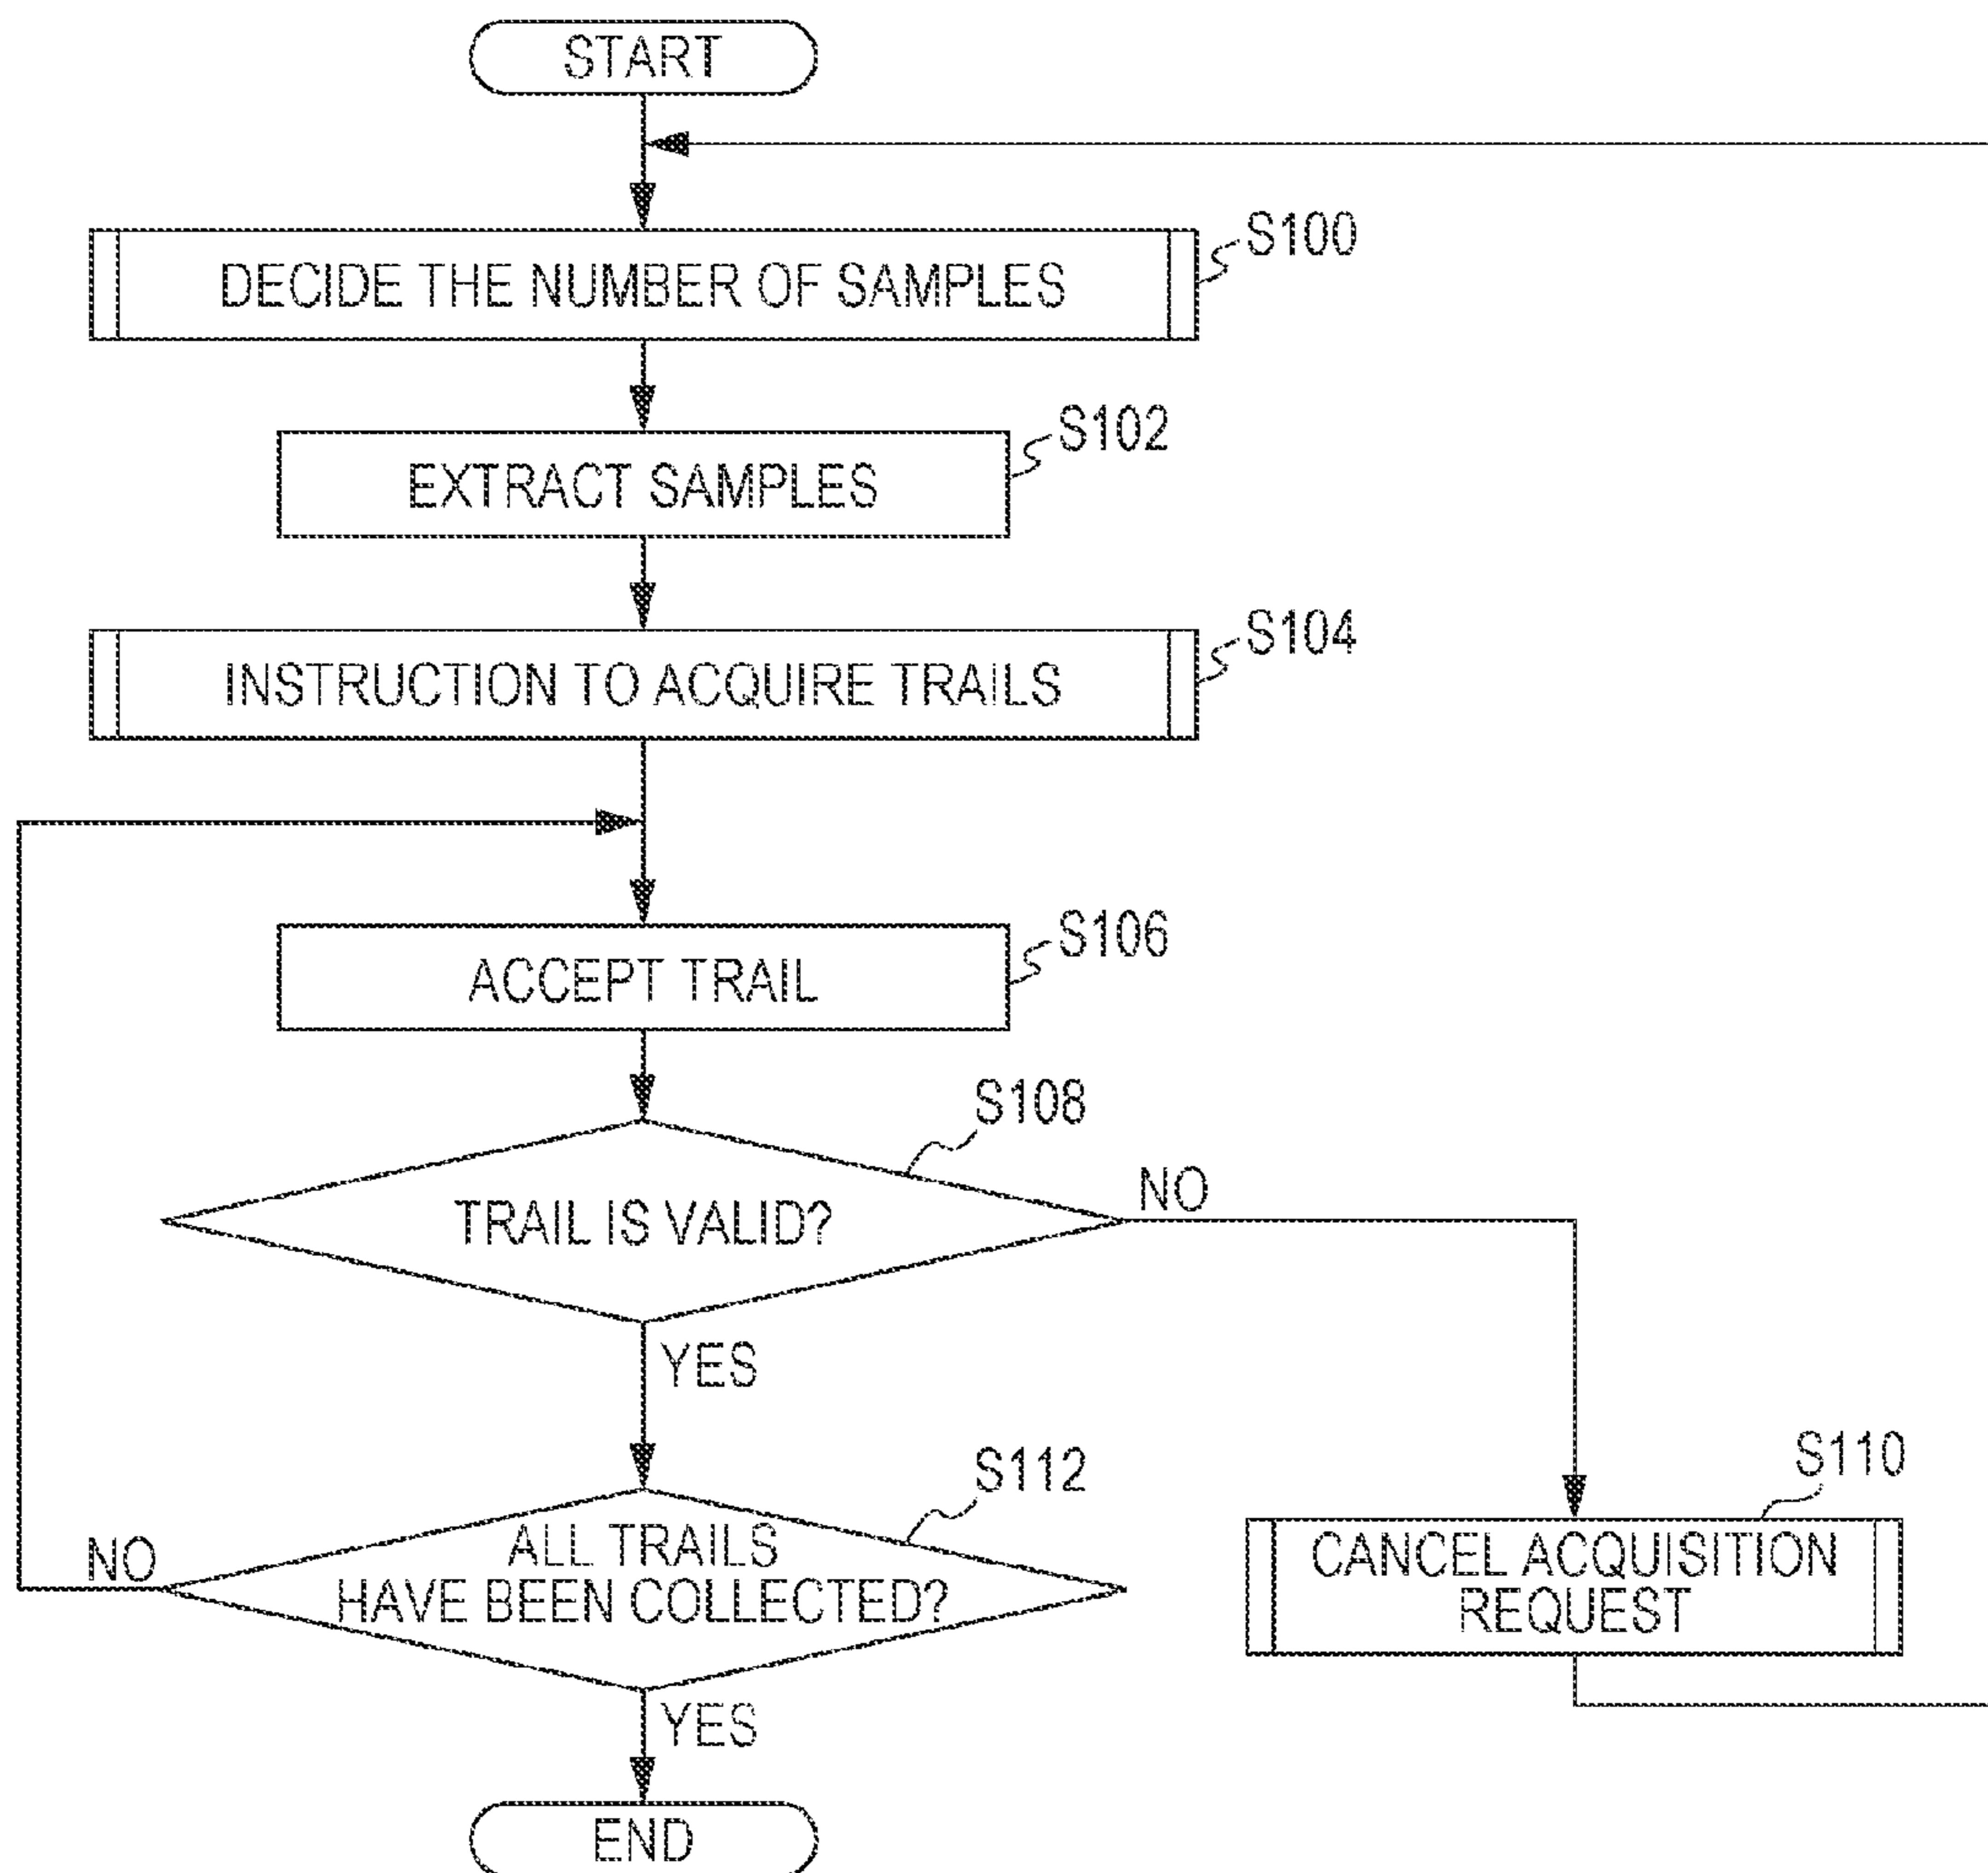 START
DECIDE THE NUMBER OF SAMPLES
S100
EXTRACT SAMPLES
S102
INSTRUCTION TO ACQUIRE TRAILS
S104
ACCEPT TRAIL
S106
TRAIL IS VALID?
S108
NO
YES
ALL TRAILS
HAVE BEEN COLLECTED?
S112
NO
YES
CANCEL ACQUISITION
REQUEST
S110
END